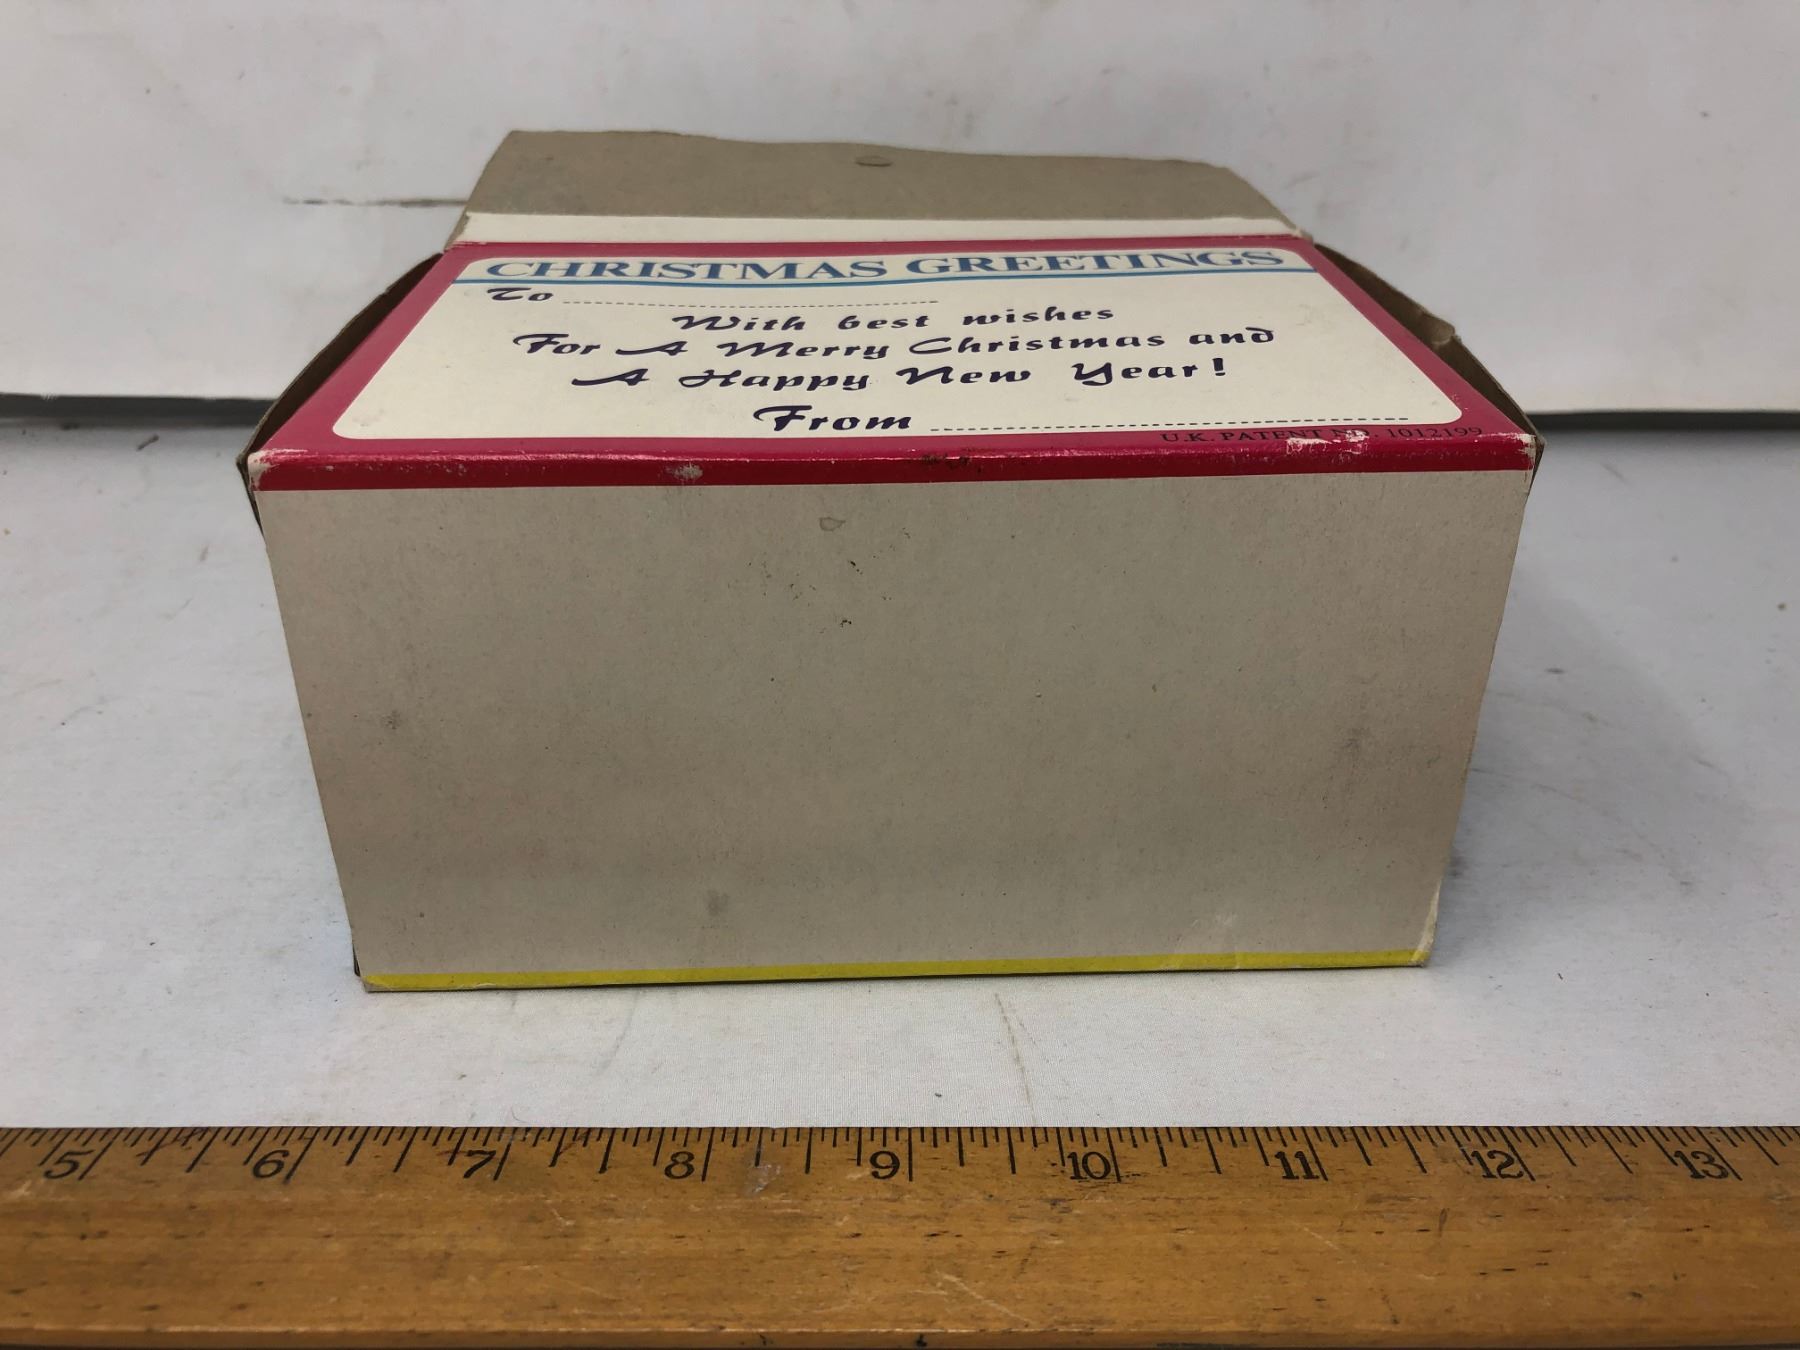 CHRISTMAS GREETINGS
To
With best wishes
For A Merry Christmas and
A Happy New Year!
From
U.K. PATENT NO. 1012199
5 6 7 8 9 10 11 12 13